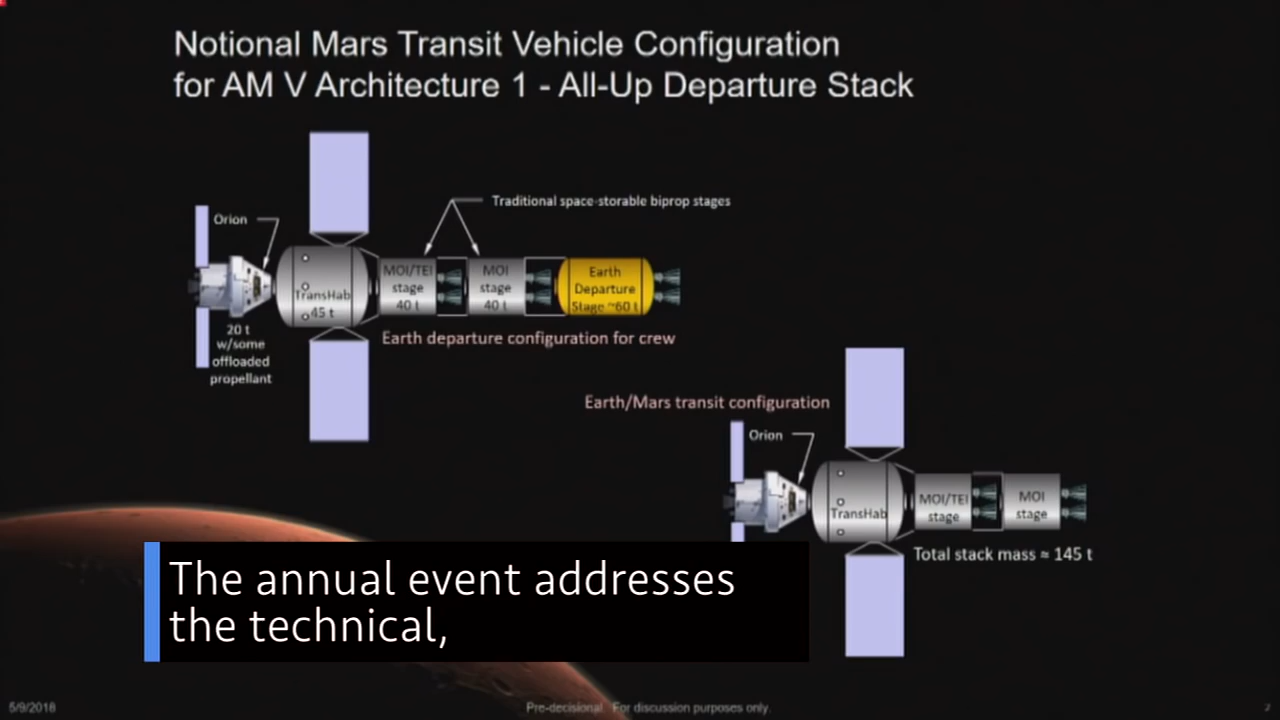 Notional Mars Transit Vehicle Configuration
for AM V Architecture 1 - All-Up Departure Stack
Traditional space-storable biprop stages
Orion
TransHab
45 t
MOI/TEI
stage
40 t
MOI
stage
40 t
Earth
Departure
Stage ~60 t
20 t
w/some
offloaded
propellant
Earth departure configuration for crew
Earth/Mars transit configuration
Orion
TransHab
MOI/TEI
stage
MOI
stage
Total stack mass ≈ 145 t
The annual event addresses
the technical,
5/9/2018
Pre-decisional. For discussion purposes only.
2